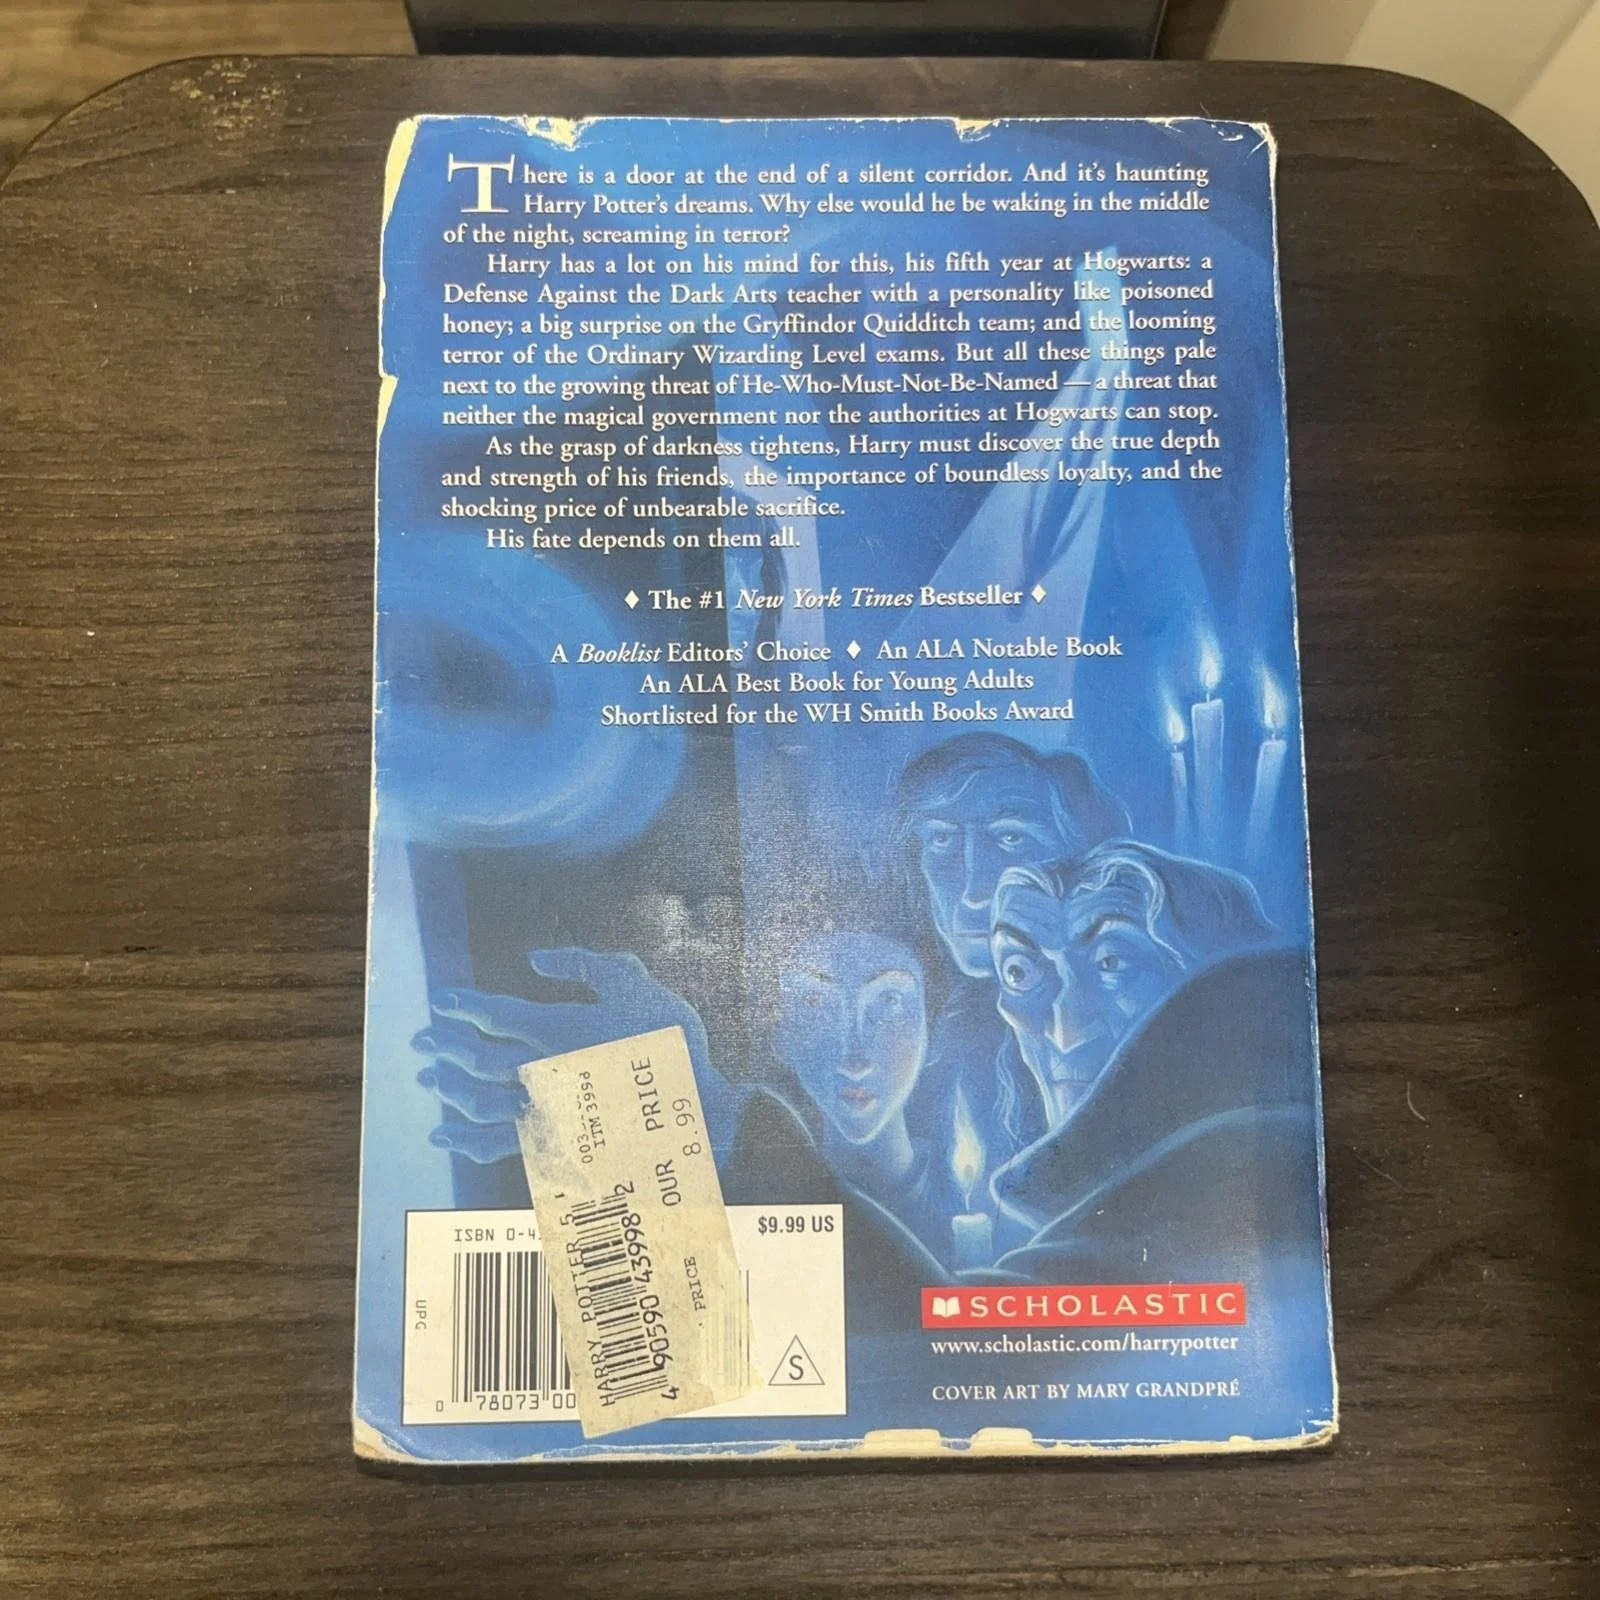 There is a door at the end of a silent corridor. And it's haunting
Harry Potter's dreams. Why else would he be waking in the middle
of the night, screaming in terror?
Harry has a lot on his mind for this, his fifth year at Hogwarts: a
Defense Against the Dark Arts teacher with a personality like poisoned
honey; a big surprise on the Gryffindor Quidditch team; and the looming
terror of the Ordinary Wizarding Level exams. But all these things pale
next to the growing threat of He-Who-Must-Not-Be-Named — a threat that
neither the magical government nor the authorities at Hogwarts can stop.
As the grasp of darkness tightens, Harry must discover the true depth
and strength of his friends, the importance of boundless loyalty, and the
shocking price of unbearable sacrifice.
His fate depends on them all.
♦ The #1 New York Times Bestseller ♦
A Booklist Editors' Choice ♦ An ALA Notable Book
An ALA Best Book for Young Adults
Shortlisted for the WH Smith Books Award
ITM 3998
HARRY POTTER 5
4 90590 43998 2
OUR PRICE
8.99
PRICE
ISBN 0-4
$9.99 US
UPG
0 78073 00
S
SCHOLASTIC
www.scholastic.com/harrypotter
COVER ART BY MARY GRANDPRÉ